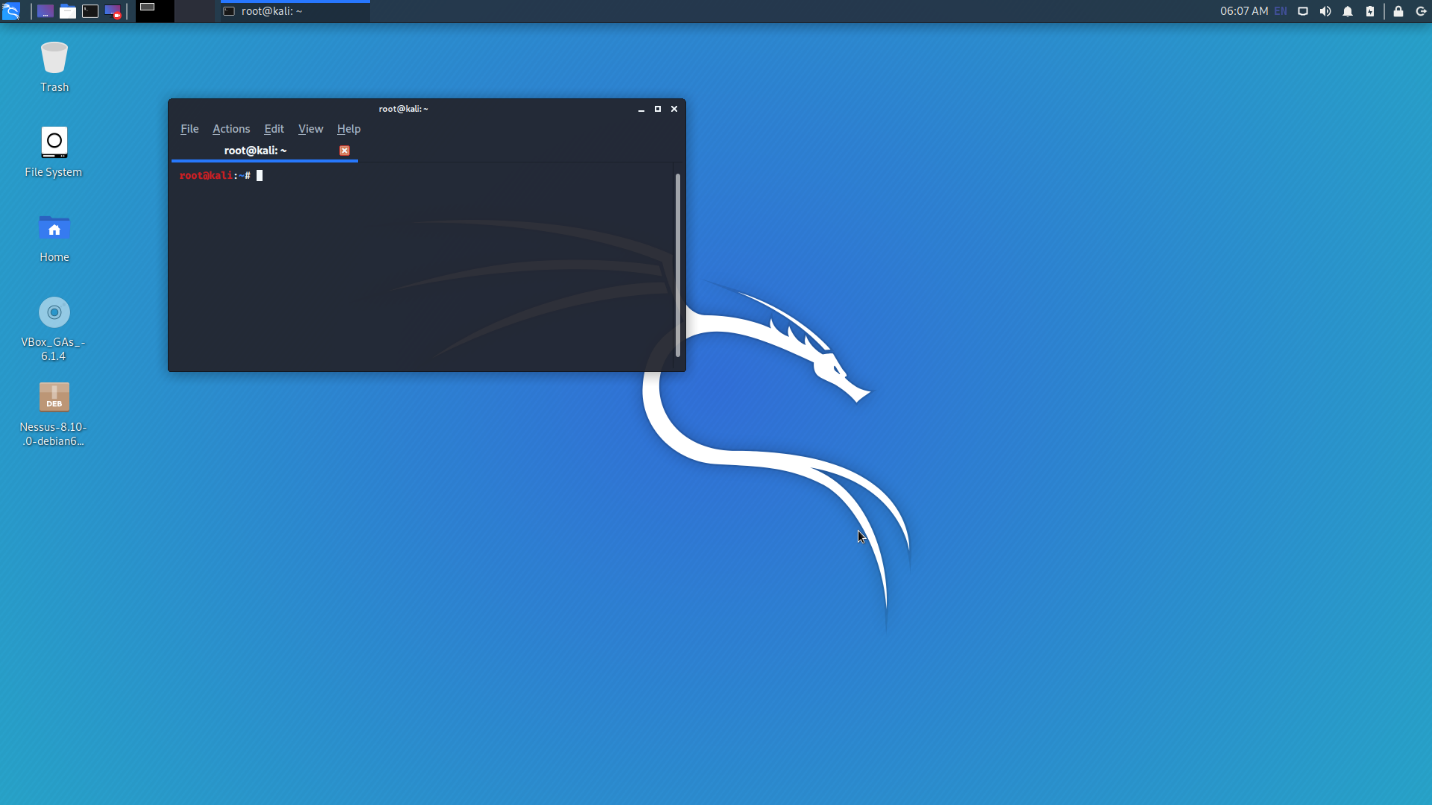 root@kali: ~
06:07 AM EN
Trash
File System
Home
VBox_GAs_-
6.1.4
DEB
Nessus-8.10-
.0-debian6...
root@kali: ~
File Actions Edit View Help
root@kali: ~
root@kali:~#